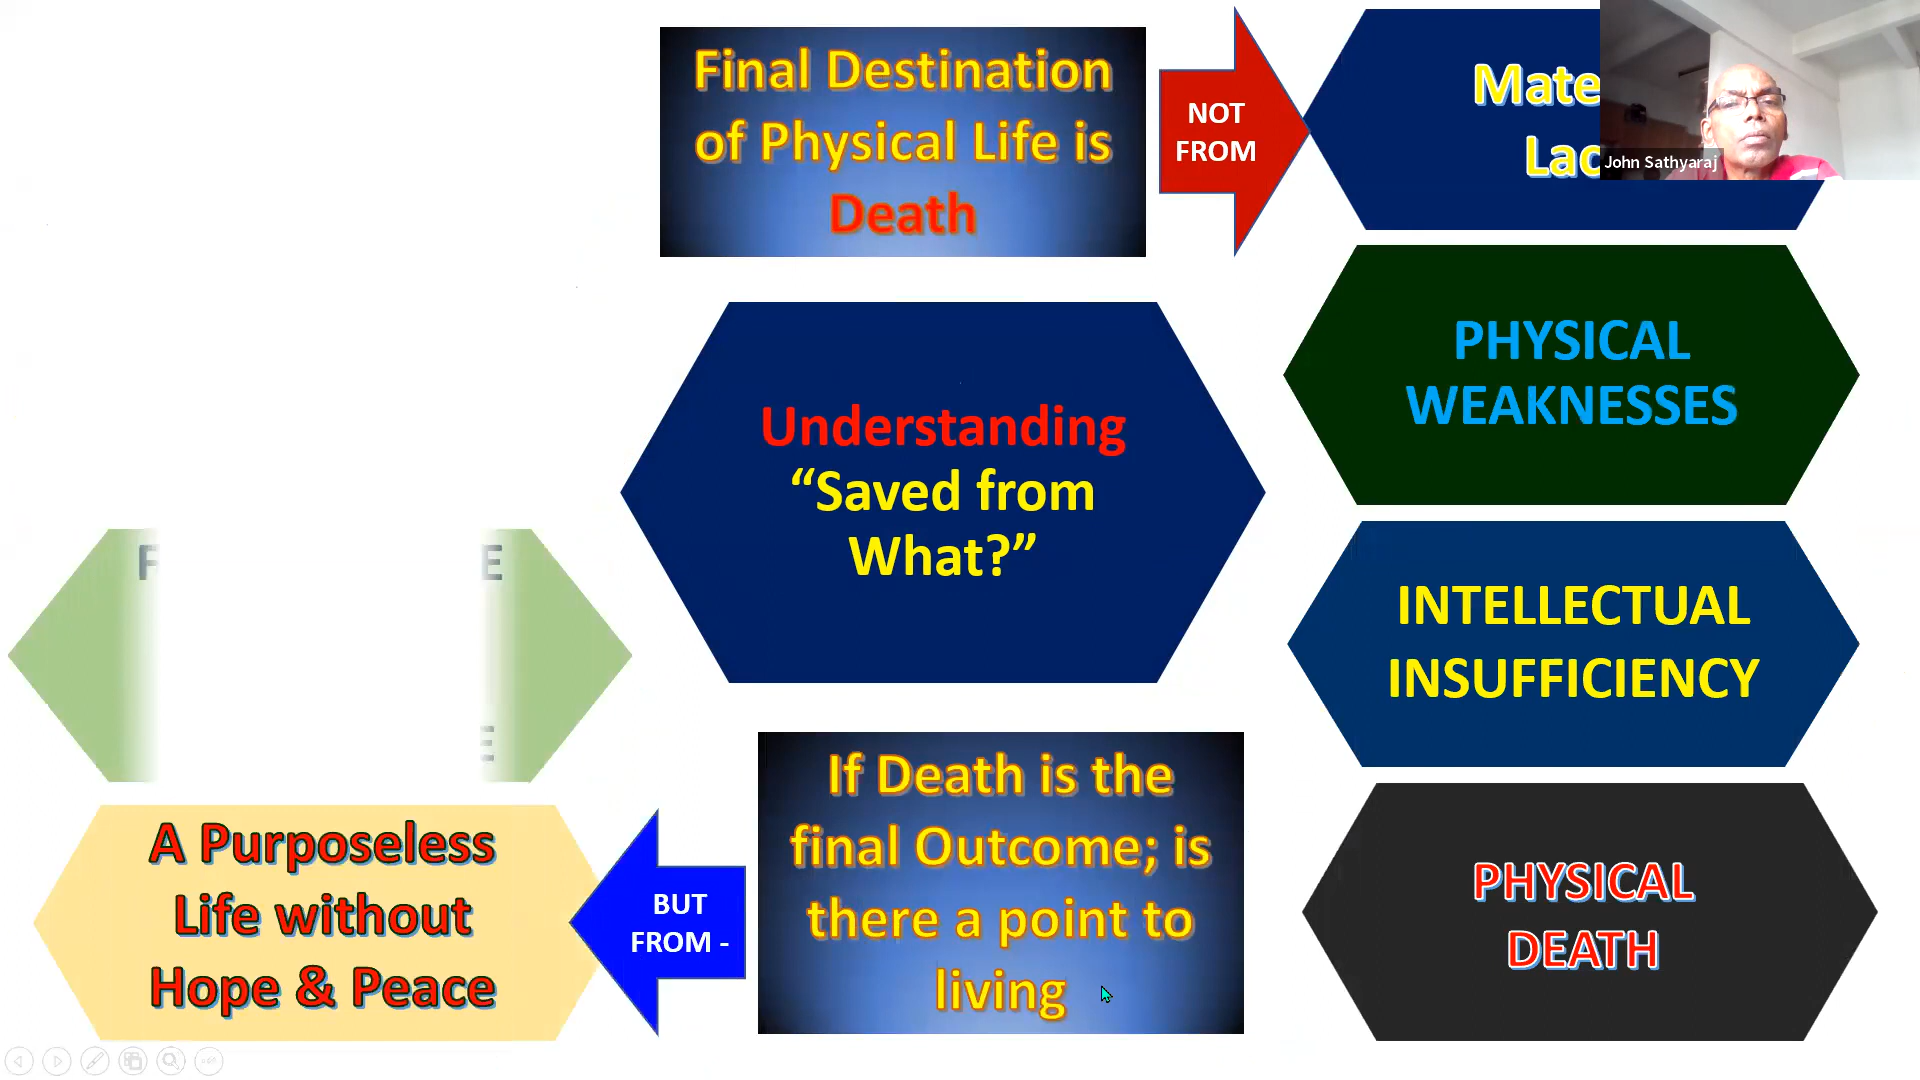 Final Destination
of Physical Life is
Death
NOT
FROM
John Sathyaraj
PHYSICAL
WEAKNESSES
Understanding
“Saved from
What?”
INTELLECTUAL
INSUFFICIENCY
If Death is the
final Outcome; is
there a point to
living
BUT
FROM -
A Purposeless
Life without
Hope & Peace
PHYSICAL
DEATH